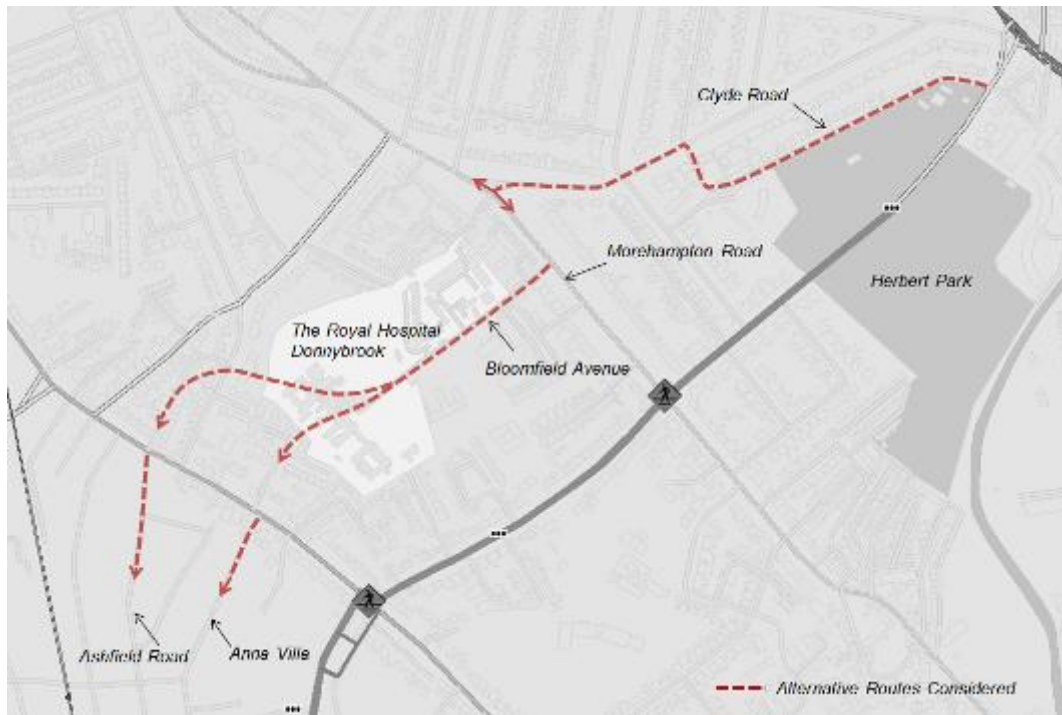 Clyde Road
Morehampton Road
Herbert Park
The Royal Hospital
Donnybrook
Bloomfield Avenue
Ashfield Road
Anna Villa
Alternative Routes Considered